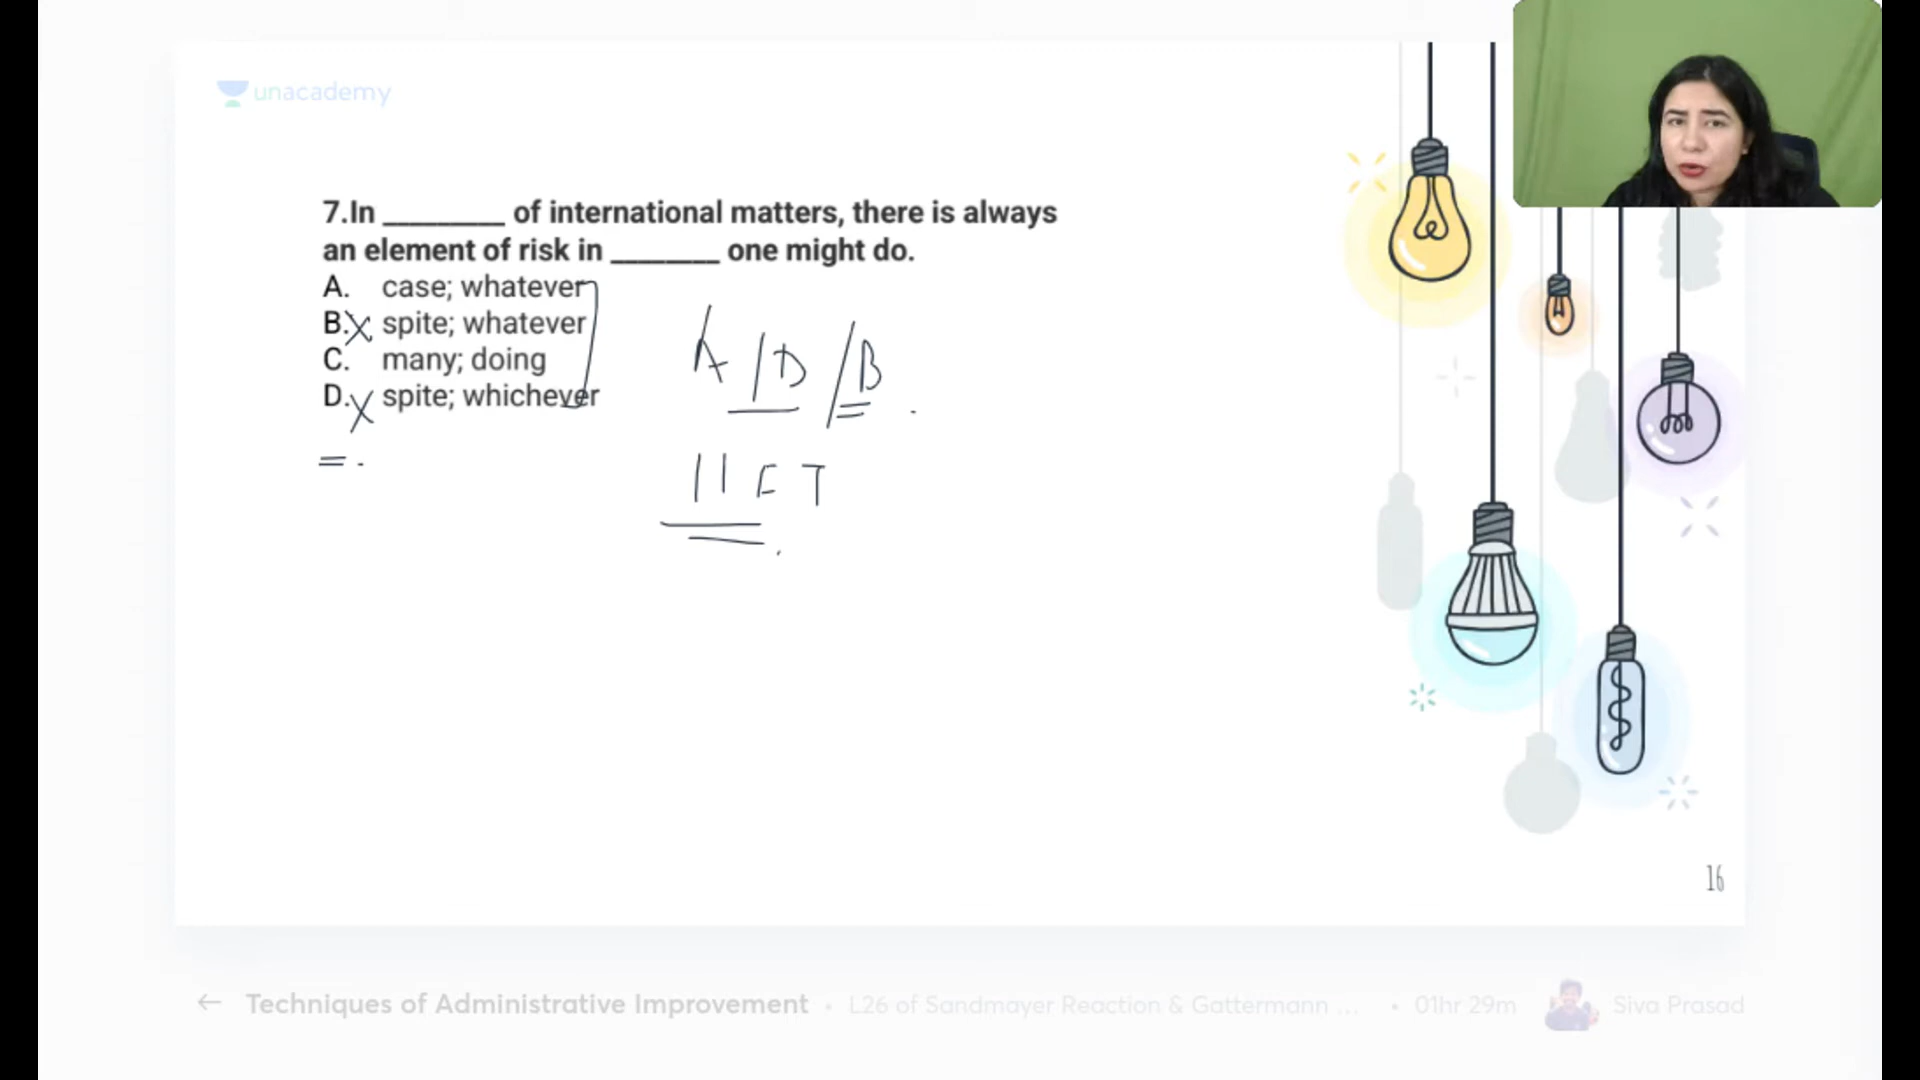 unacademy
7.In ________ of international matters, there is always
an element of risk in _______ one might do.
A. case; whatever
B.X spite; whatever
C. many; doing
D.X spite; whichever
A / D / B
IIFT
16
← Techniques of Administrative Improvement • L26 of Sandmayer Reaction & Gattermann ... • 01hr 29m Siva Prasad